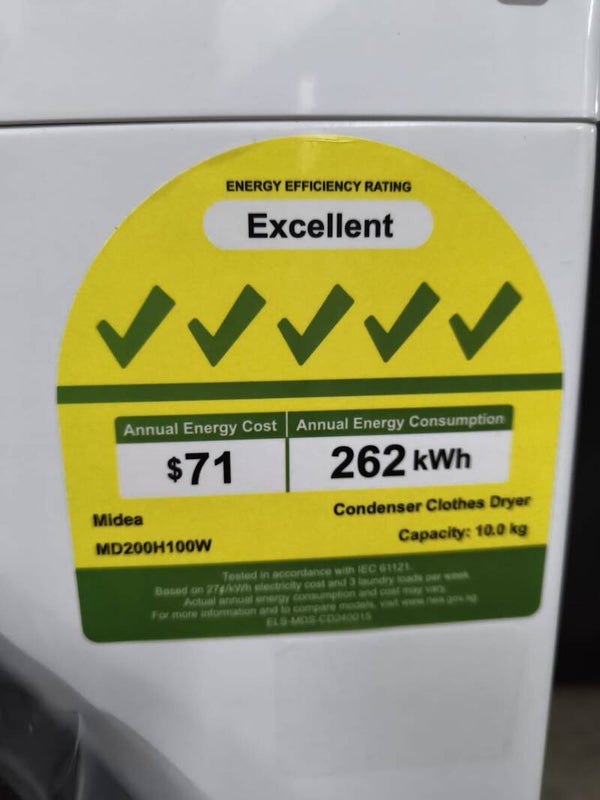 ENERGY EFFICIENCY RATING
Excellent
Annual Energy Cost
Annual Energy Consumption
$71
262 kWh
Midea
Condenser Clothes Dryer
MD200H100W
Capacity: 10.0 kg
Tested in accordance with IEC 61121.
Based on 27¢/kWh electricity cost and 3 laundry loads per week.
Actual annual energy consumption and cost may vary.
For more information and to compare models, visit www.nea.gov.sg
ELS-MDS-CD240015